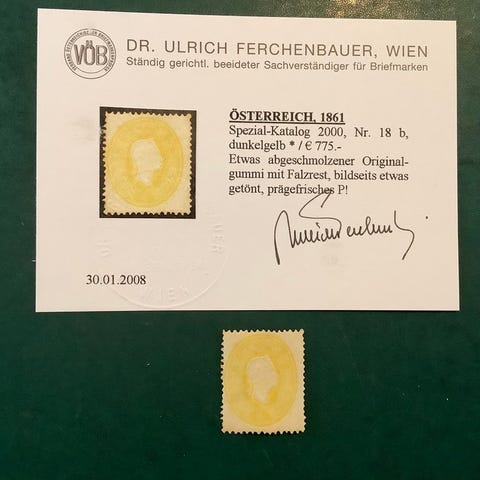 VÖB
DR. ULRICH FERCHENBAUER, WIEN
Ständig gerichtl. beeideter Sachverständiger für Briefmarken
ÖSTERREICH, 1861
Spezial-Katalog 2000, Nr. 18 b,
dunkelgelb * / € 775.-
Etwas abgeschmolzener Original-
gummi mit Falzrest, bildseits etwas
getönt, prägefrisches P!
30.01.2008
WIEN